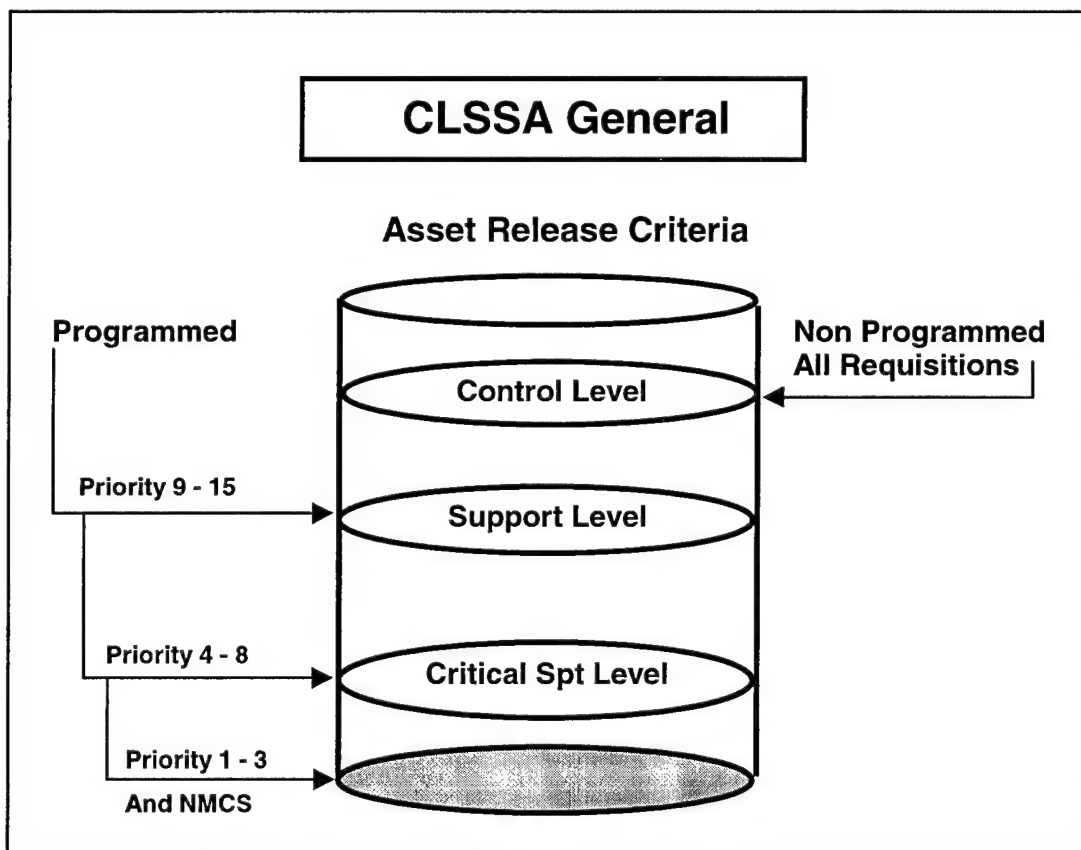 CLSSA General
Asset Release Criteria
Programmed
Non Programmed
All Requisitions
Control Level
Priority 9 - 15
Support Level
Priority 4 - 8
Critical Spt Level
Priority 1 - 3
And NMCS